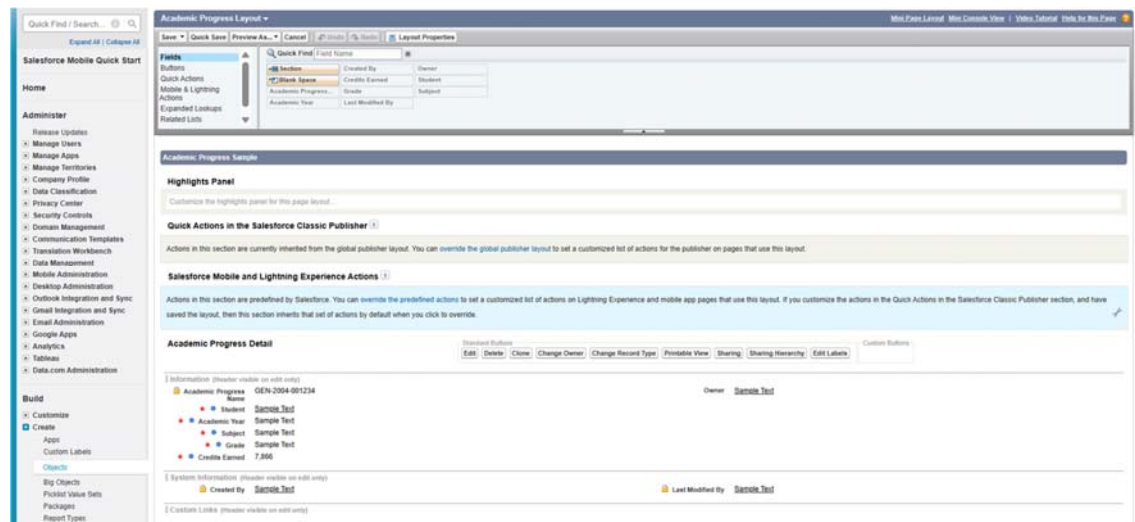 Quick Find / Search...
Expand All | Collapse All
Salesforce Mobile Quick Start
Home
Administer
Release Updates
Manage Users
Manage Apps
Manage Territories
Company Profile
Data Classification
Privacy Center
Security Controls
Domain Management
Communication Templates
Translation Workbench
Data Management
Mobile Administration
Desktop Administration
Outlook Integration and Sync
Gmail Integration and Sync
Email Administration
Google Apps
Analytics
Tableau
Data.com Administration
Build
Customize
Create
Apps
Custom Labels
Objects
Big Objects
Picklist Value Sets
Packages
Report Types
Academic Progress Layout
Mini Page Layout Mini Console View | Video Tutorial Help for this Page
Save Quick Save Preview As... Cancel Undo Redo Layout Properties
Fields
Buttons
Quick Actions
Mobile & Lightning
Actions
Expanded Lookups
Related Lists
Quick Find Field Name
Section Created By Owner
Blank Space Credits Earned Student
Academic Progress... Grade Subject
Academic Year Last Modified By
Academic Progress Sample
Highlights Panel
Customize the highlights panel for this page layout...
Quick Actions in the Salesforce Classic Publisher
Actions in this section are currently inherited from the global publisher layout. You can override the global publisher layout to set a customized list of actions for the publisher on pages that use this layout.
Salesforce Mobile and Lightning Experience Actions
Actions in this section are predefined by Salesforce. You can override the predefined actions to set a customized list of actions on Lightning Experience and mobile app pages that use this layout. If you customize the actions in the Quick Actions in the Salesforce Classic Publisher section, and have
saved the layout, then this section inherits that set of actions by default when you click to override.
Academic Progress Detail
Standard Buttons
Edit Delete Clone Change Owner Change Record Type Printable View Sharing Sharing Hierarchy Edit Labels
Custom Buttons
Information (Header visible on edit only)
Academic Progress Name GEN-2004-001234
Owner Sample Text
Student Sample Text
Academic Year Sample Text
Subject Sample Text
Grade Sample Text
Credits Earned 7,866
System Information (Header visible on edit only)
Created By Sample Text
Last Modified By Sample Text
Custom Links (Header visible on edit only)